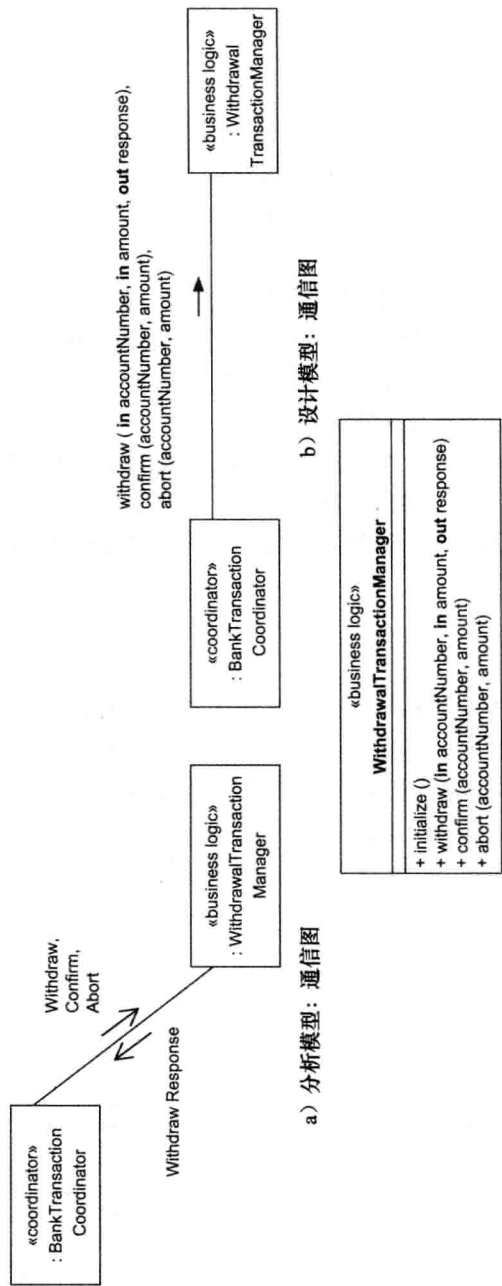 «coordinator»
: BankTransaction
Coordinator
Withdraw,
Confirm,
Abort
Withdraw Response
«business logic»
: WithdrawalTransaction
Manager
a）分析模型：通信图
«coordinator»
: BankTransaction
Coordinator
withdraw ( in accountNumber, in amount, out response),
confirm (accountNumber, amount),
abort (accountNumber, amount)
«business logic»
: Withdrawal
TransactionManager
b）设计模型：通信图
«business logic»
WithdrawalTransactionManager
+ initialize ()
+ withdraw (in accountNumber, in amount, out response)
+ confirm (accountNumber, amount)
+ abort (accountNumber, amount)